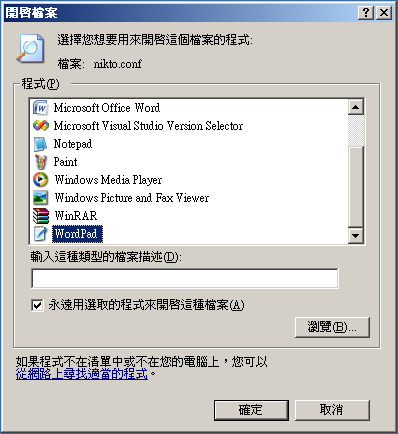 開啓檔案
選擇您想要用來開啓這個檔案的程式:
檔案: nikto.conf
程式(P)
Microsoft Office Word
Microsoft Visual Studio Version Selector
Notepad
Paint
Windows Media Player
Windows Picture and Fax Viewer
WinRAR
WordPad
輸入這種類型的檔案描述(D):
永遠用選取的程式來開啓這種檔案(A)
瀏覽(B)...
如果程式不在清單中或不在您的電腦上，您可以
從網路上尋找適當的程式。
確定
取消